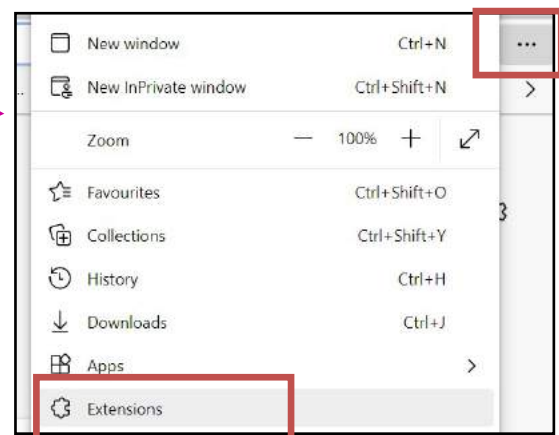 New window Ctrl+N
New InPrivate window Ctrl+Shift+N
Zoom — 100% +
Favourites Ctrl+Shift+O
Collections Ctrl+Shift+Y
History Ctrl+H
Downloads Ctrl+J
Apps
Extensions